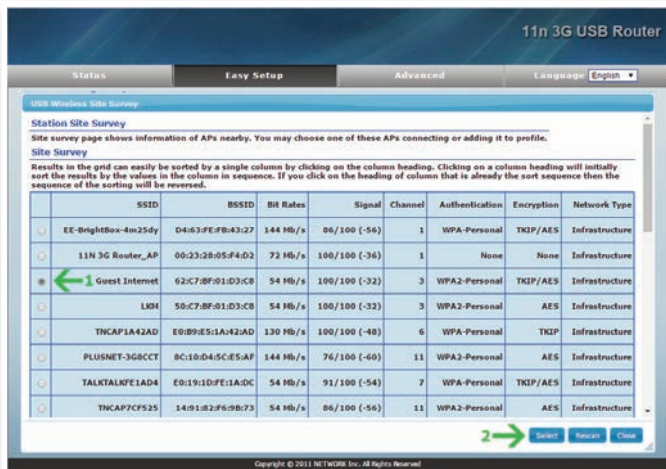 11n 3G USB Router
Status Easy Setup Advanced Language English
USB Wireless Site Survey
Station Site Survey
Site survey page shows information of APs nearby. You may choose one of these APs connecting or adding it to profile.
Site Survey
Results in the grid can easily be sorted by a single column by clicking on the column heading. Clicking on a column heading will initially
sort the results by the values in the column in sequence. If you click on the heading of column that is already the sort sequence then the
sequence of the sorting will be reversed.
SSID BSSID Bit Rates Signal Channel Authentication Encryption Network Type
EE-BrightBox-4m25dy D4:63:FE:FB:43:27 144 Mb/s 86/100 (-56) 1 WPA-Personal TKIP/AES Infrastructure
11N 3G Router_AP 00:23:28:05:F4:D2 72 Mb/s 100/100 (-36) 1 None None Infrastructure
1 Guest Internet 62:C7:BF:01:D3:C8 54 Mb/s 100/100 (-32) 3 WPA2-Personal TKIP/AES Infrastructure
LKM 50:C7:BF:01:D3:C8 54 Mb/s 100/100 (-32) 3 WPA2-Personal AES Infrastructure
TNCAP1A42AD E0:B9:E5:1A:42:AD 130 Mb/s 100/100 (-48) 6 WPA-Personal TKIP Infrastructure
PLUSNET-3G8CCT 8C:10:D4:5C:E5:AF 144 Mb/s 76/100 (-60) 11 WPA2-Personal AES Infrastructure
TALKTALKFE1AD4 E0:19:1D:FE:1A:DC 54 Mb/s 91/100 (-54) 7 WPA-Personal TKIP/AES Infrastructure
TNCAP7CF525 14:91:82:F6:9B:73 54 Mb/s 86/100 (-56) 11 WPA2-Personal AES Infrastructure
2 Select Rescan Close
Copyright © 2011 NETWORK Inc. All Rights Reserved